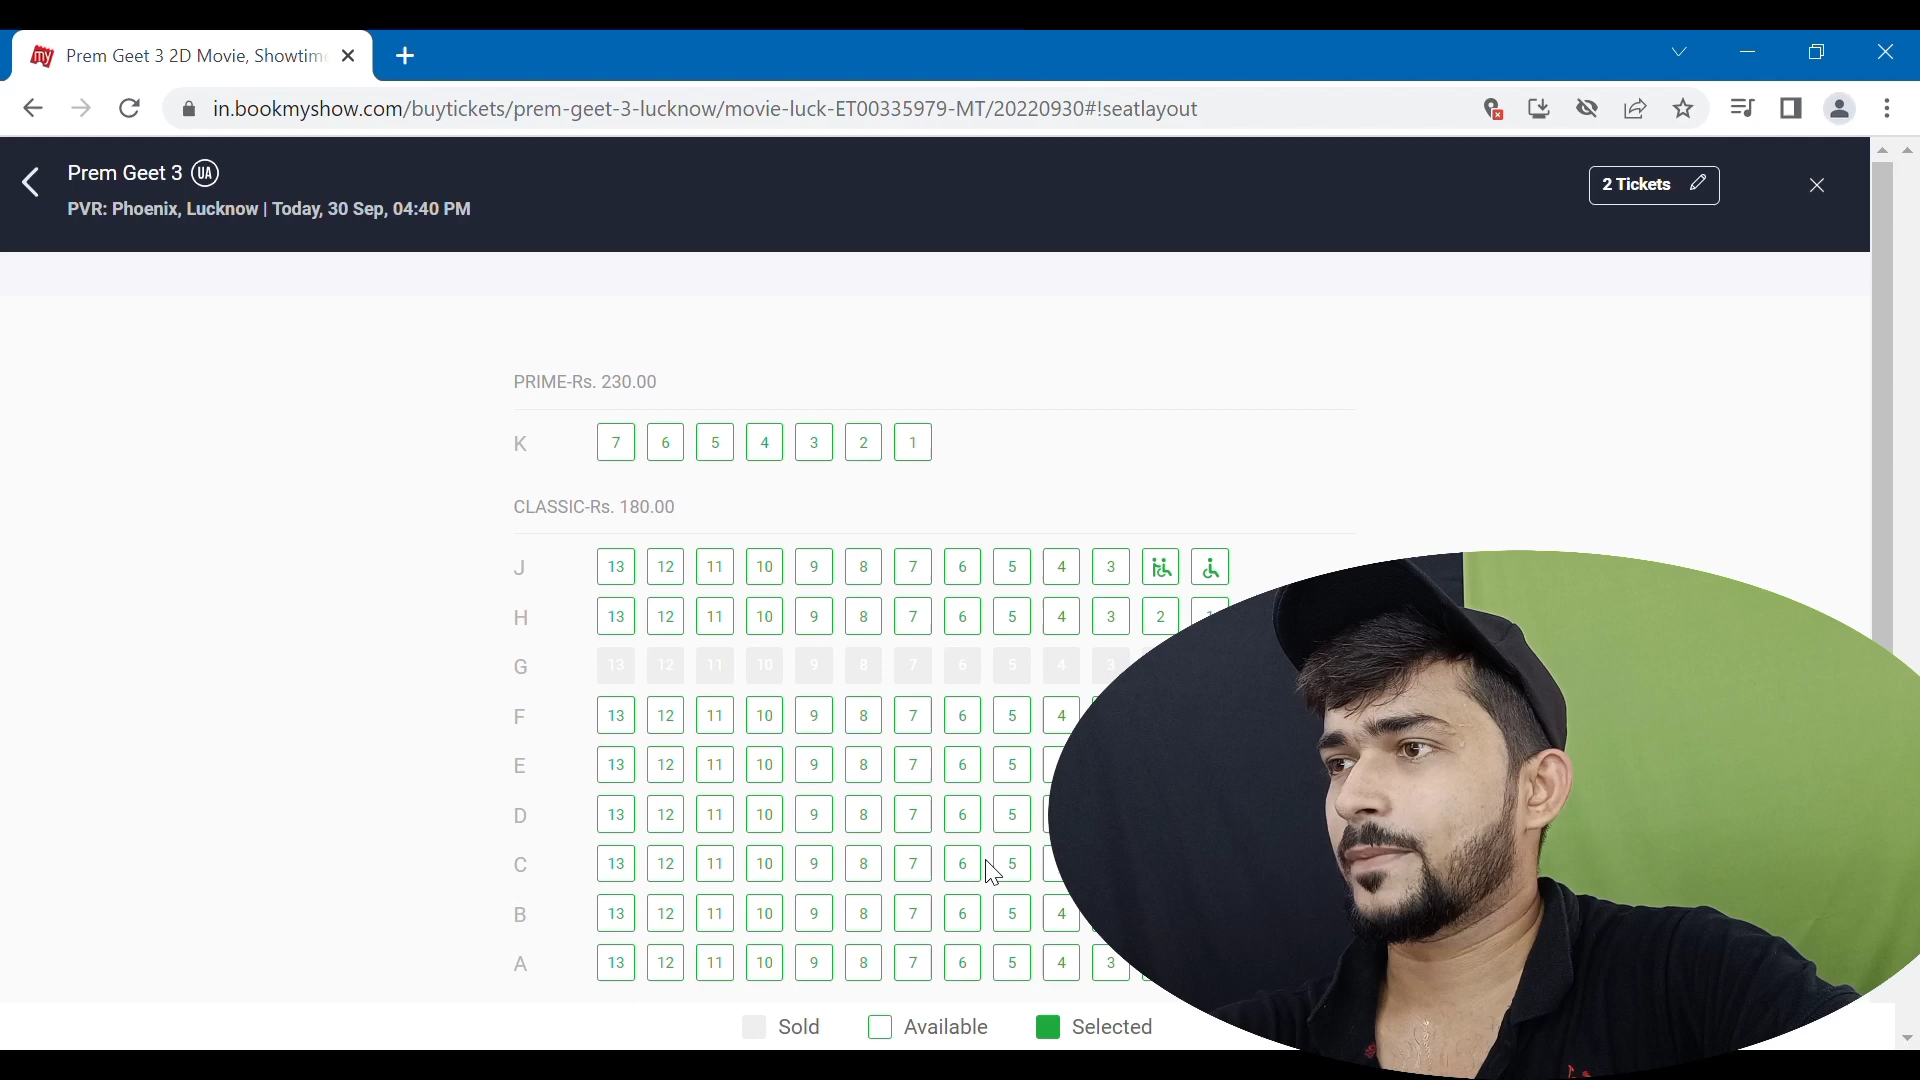 my Prem Geet 3 2D Movie, Showtim
in.bookmyshow.com/buytickets/prem-geet-3-lucknow/movie-luck-ET00335979-MT/20220930#!seatlayout
Prem Geet 3 UA
PVR: Phoenix, Lucknow | Today, 30 Sep, 04:40 PM
2 Tickets
PRIME-Rs. 230.00
K 7 6 5 4 3 2 1
CLASSIC-Rs. 180.00
J 13 12 11 10 9 8 7 6 5 4 3
H 13 12 11 10 9 8 7 6 5 4 3 2 1
G 13 12 11 10 9 8 7 6 5 4 3
F 13 12 11 10 9 8 7 6 5 4
E 13 12 11 10 9 8 7 6 5
D 13 12 11 10 9 8 7 6 5
C 13 12 11 10 9 8 7 6 5
B 13 12 11 10 9 8 7 6 5 4
A 13 12 11 10 9 8 7 6 5 4 3
Sold Available Selected